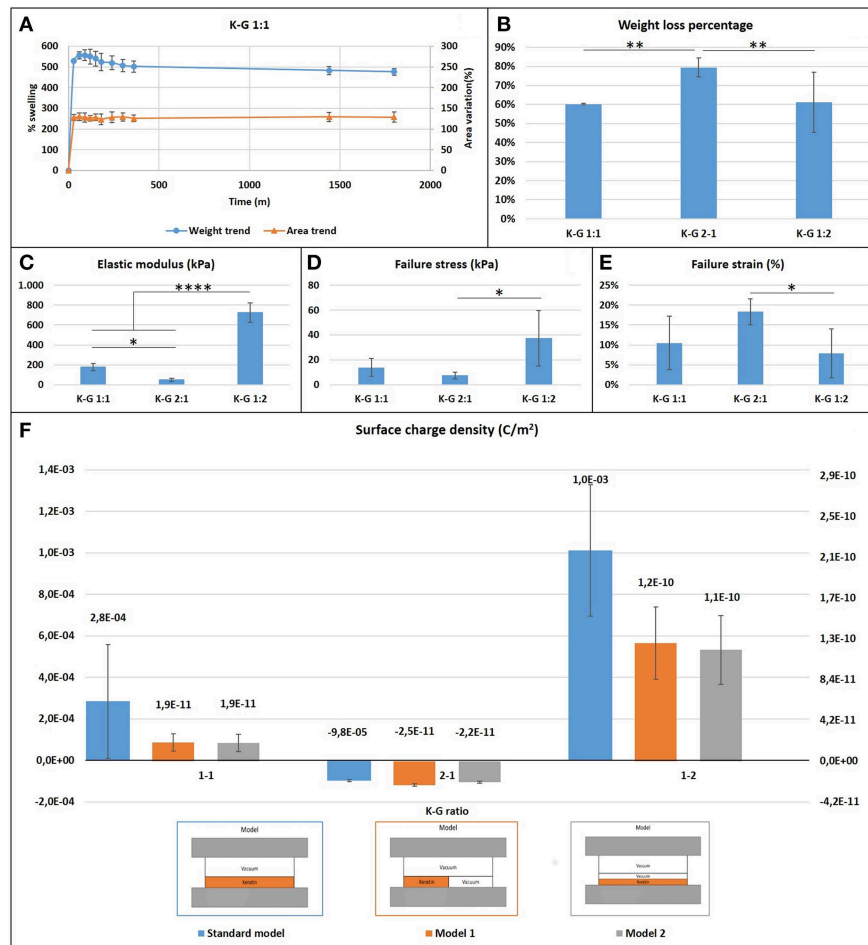 A
K-G 1:1
600
500
400
300
200
100
0
% swelling
300
250
200
150
100
50
0
Area variation(%)
0
500
1000
1500
2000
Time (m)
Weight trend
Area trend
B
Weight loss percentage
**
**
90%
80%
70%
60%
50%
40%
30%
20%
10%
0%
K-G 1:1
K-G 2-1
K-G 1:2
C
Elastic modulus (kPa)
1.000
800
600
400
200
0
****
*
K-G 1:1
K-G 2:1
K-G 1:2
D
Failure stress (kPa)
80
60
40
20
0
*
K-G 1:1
K-G 2:1
K-G 1:2
E
Failure strain (%)
25%
20%
15%
10%
5%
0%
*
K-G 1:1
K-G 2:1
K-G 1:2
F
Surface charge density (C/m²)
1,4E-03
1,2E-03
1,0E-03
8,0E-04
6,0E-04
4,0E-04
2,0E-04
0,0E+00
-2,0E-04
2,9E-10
2,5E-10
2,1E-10
1,7E-10
1,3E-10
8,4E-11
4,2E-11
0,0E+00
-4,2E-11
2,8E-04
1,9E-11
1,9E-11
-9,8E-05
-2,5E-11
-2,2E-11
1,0E-03
1,2E-10
1,1E-10
1-1
2-1
1-2
K-G ratio
Model
Vacuum
Keratin
Model
Vacuum
Keratin
Vacuum
Model
Vacuum
Vacuum
Keratin
Standard model
Model 1
Model 2